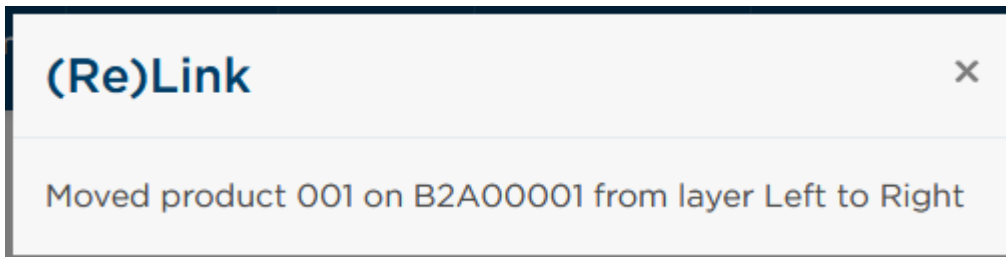 (Re)Link ×
Moved product 001 on B2A00001 from layer Left to Right